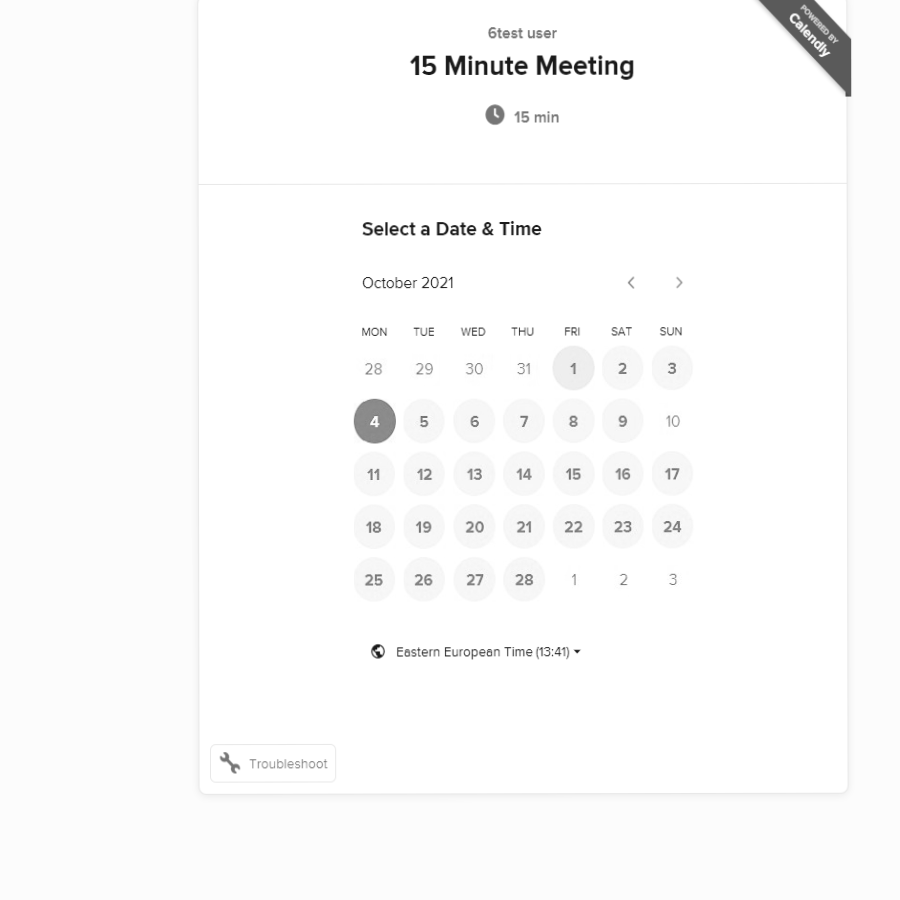 POWERED BY
Calendly
6test user
15 Minute Meeting
15 min
Select a Date & Time
October 2021
MON TUE WED THU FRI SAT SUN
28 29 30 31 1 2 3
4 5 6 7 8 9 10
11 12 13 14 15 16 17
18 19 20 21 22 23 24
25 26 27 28 1 2 3
Eastern European Time (13:41)
Troubleshoot